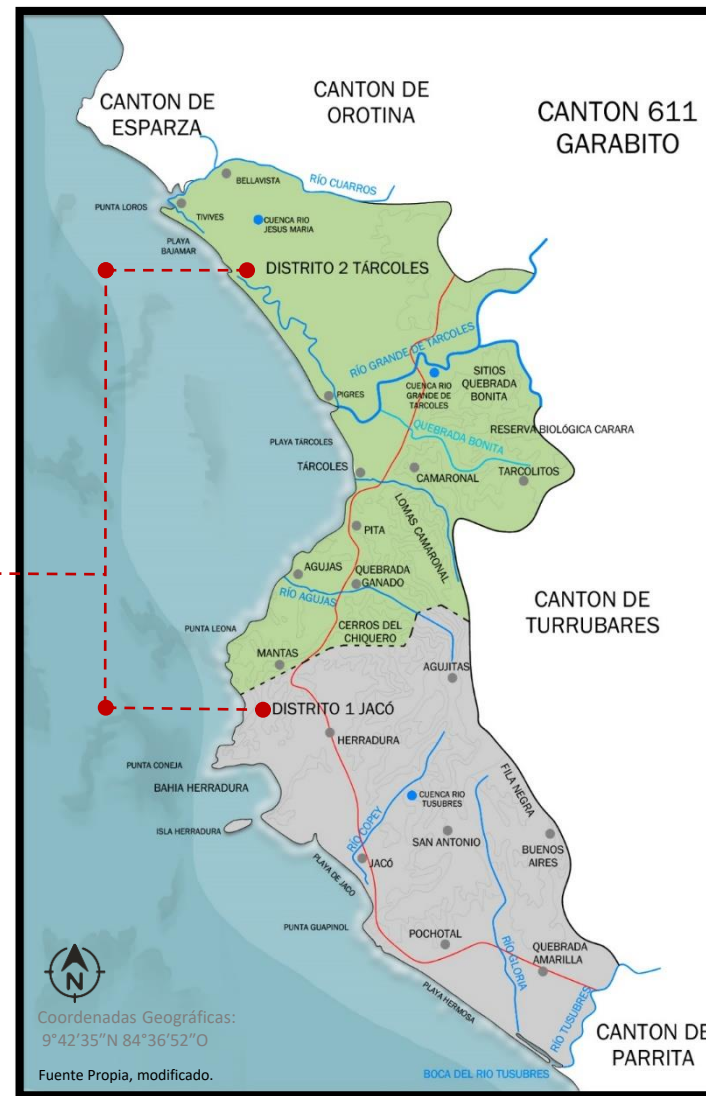 CANTON DE
ESPARZA
CANTON DE
OROTINA
CANTON 611
GARABITO
BELLAVISTA
RÍO CUARROS
PUNTA LOROS
TIVIVES
CUENCA RIO
JESUS MARIA
PLAYA
BAJAMAR
DISTRITO 2 TÁRCOLES
RÍO GRANDE DE TÁRCOLES
SITIOS
QUEBRADA
BONITA
CUENCA RIO
GRANDE DE
TARCOLES
PIGRES
QUEBRADA BONITA
RESERVA BIOLÓGICA CARARA
PLAYA TÁRCOLES
TÁRCOLES
CAMARONAL
TARCOLITOS
LOMAS CAMARONAL
PITA
AGUJAS
QUEBRADA
GANADO
RÍO AGUJAS
CANTON DE
TURRUBARES
PUNTA LEONA
CERROS DEL
CHIQUERO
MANTAS
AGUJITAS
DISTRITO 1 JACÓ
HERRADURA
PUNTA CONEJA
BAHIA HERRADURA
FILA NEGRA
CUENCA RIO
TUSUBRES
ISLA HERRADURA
RÍO COPEY
SAN ANTONIO
BUENOS
AIRES
JACÓ
PLAYA DE JACO
PUNTA GUAPINOL
POCHOTAL
RÍO GLORIA
QUEBRADA
AMARILLA
N
PLAYA HERMOSA
RÍO TUSUBRES
Coordenadas Geográficas:
9°42'35"N 84°36'52"O
CANTON DE
PARRITA
Fuente Propia, modificado.
BOCA DEL RIO TUSUBRES